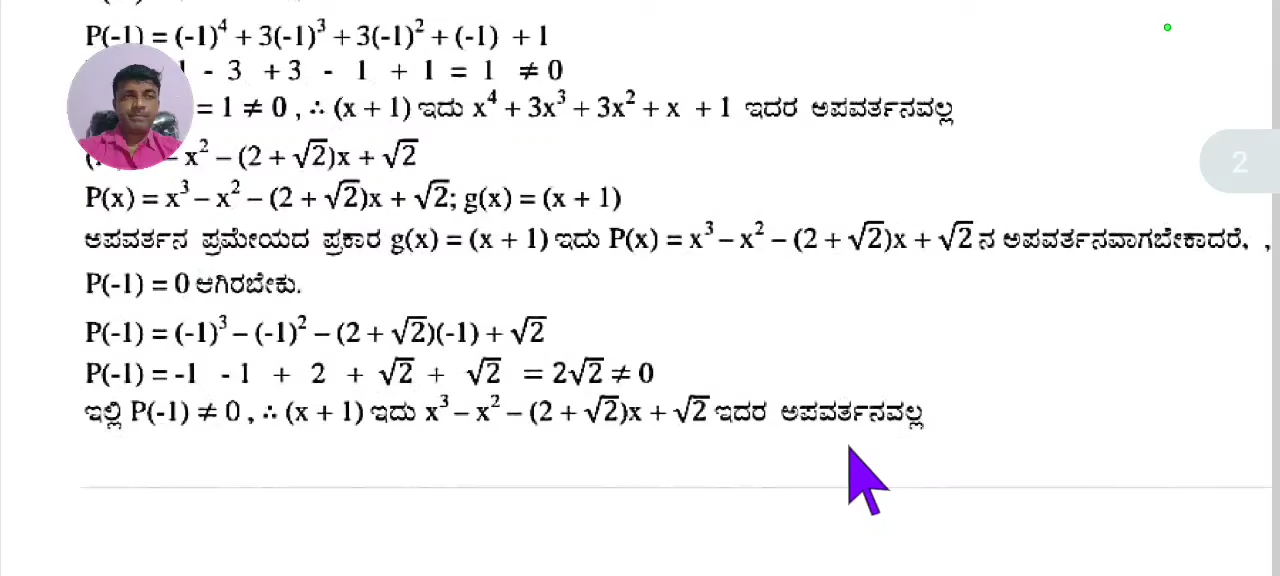 P(-1) = (-1)⁴ + 3(-1)³ + 3(-1)² + (-1) + 1
1 - 3 + 3 - 1 + 1 = 1 ≠ 0
= 1 ≠ 0 , ∴ (x + 1) ಇದು x⁴ + 3x³ + 3x² + x + 1 ಇದರ ಅಪವರ್ತನವಲ್ಲ
– x² – (2 + √2)x + √2
P(x) = x³ – x² – (2 + √2)x + √2; g(x) = (x + 1)
ಅಪವರ್ತನ ಪ್ರಮೇಯದ ಪ್ರಕಾರ g(x) = (x + 1) ಇದು P(x) = x³ – x² – (2 + √2)x + √2 ನ ಅಪವರ್ತನವಾಗಬೇಕಾದರೆ, ,
P(-1) = 0 ಆಗಿರಬೇಕು.
P(-1) = (-1)³ – (-1)² – (2 + √2)(-1) + √2
P(-1) = -1 -1 + 2 + √2 + √2 = 2√2 ≠ 0
ಇಲ್ಲಿ P(-1) ≠ 0 , ∴ (x + 1) ಇದು x³ – x² – (2 + √2)x + √2 ಇದರ ಅಪವರ್ತನವಲ್ಲ
2